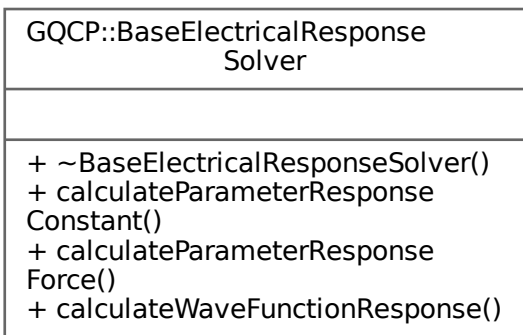 GQCP::BaseElectricalResponse
Solver
+ ~BaseElectricalResponseSolver()
+ calculateParameterResponse
Constant()
+ calculateParameterResponse
Force()
+ calculateWaveFunctionResponse()